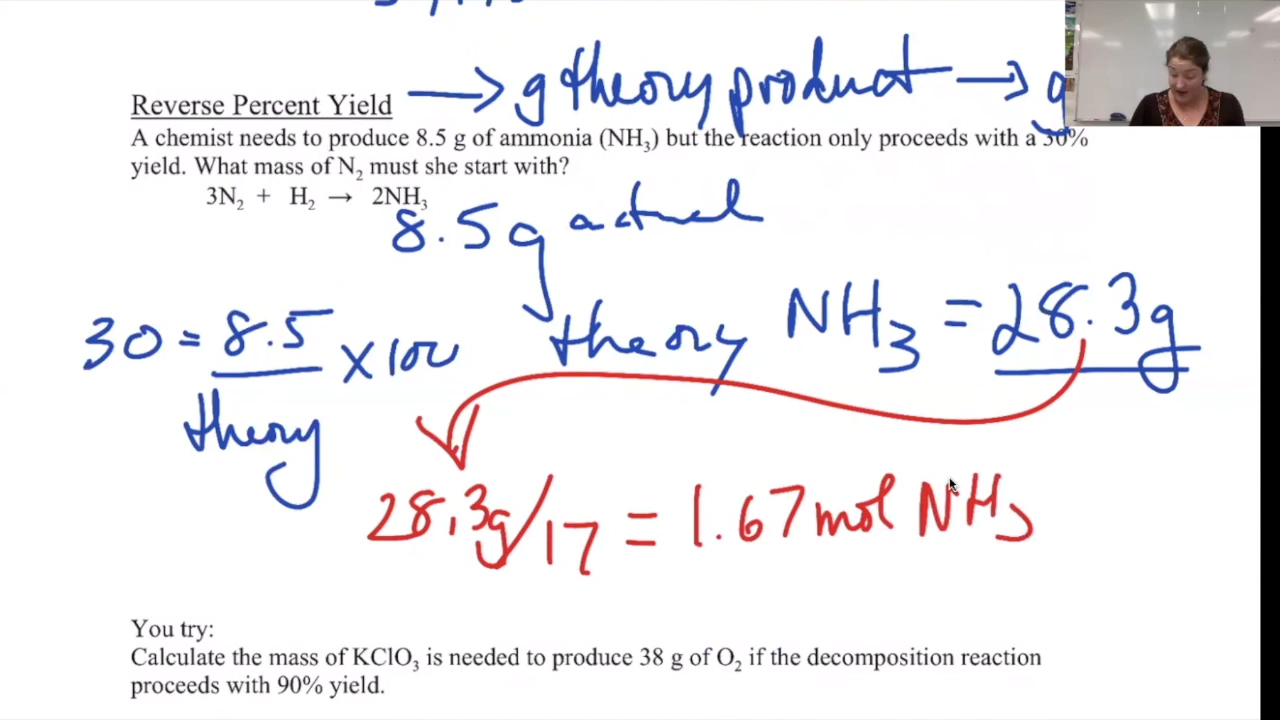 Reverse Percent Yield → g theory product → g
A chemist needs to produce 8.5 g of ammonia (NH₃) but the reaction only proceeds with a 30%
yield. What mass of N₂ must she start with?
3N₂ + H₂ → 2NH₃
8.5g actual
30 = 8.5 / theory × 100
theory NH₃ = 28.3g
28.3g/17 = 1.67 mol NH₃
You try:
Calculate the mass of KClO₃ is needed to produce 38 g of O₂ if the decomposition reaction
proceeds with 90% yield.